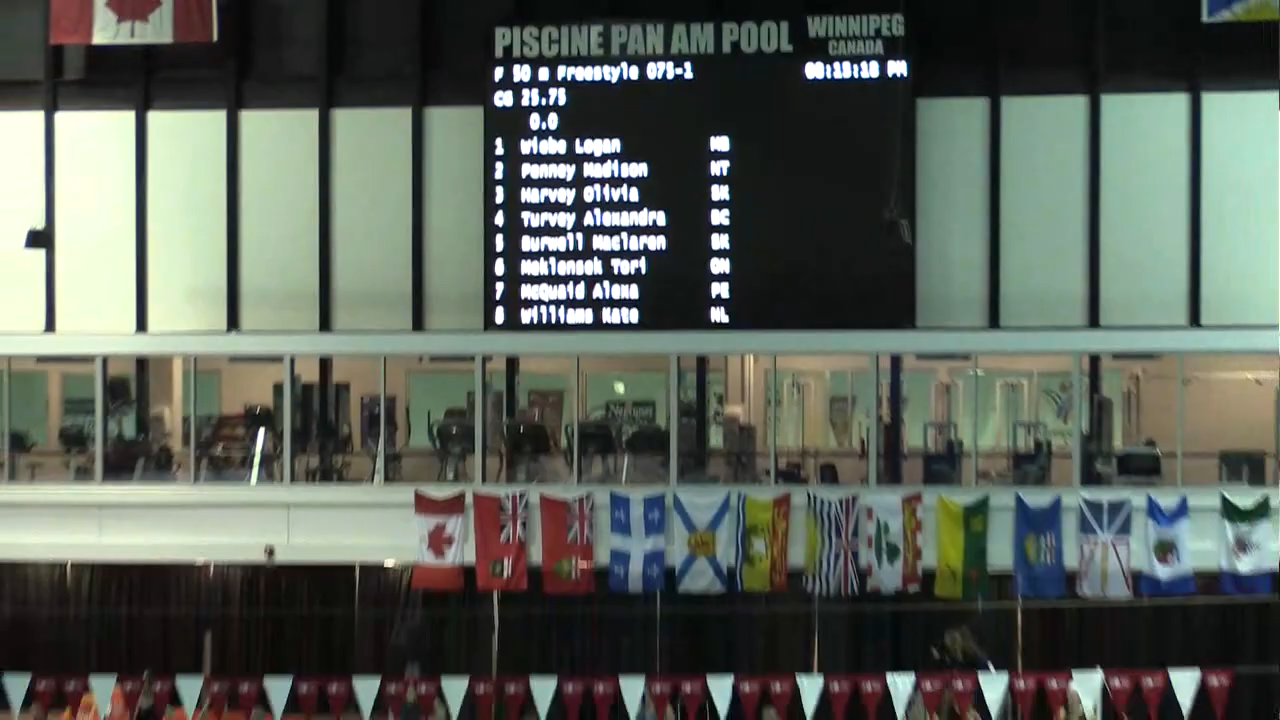 PISCINE PAN AM POOL WINNIPEG
CANADA
F 50 m Freestyle 075-1 08:15:18 PM
CG 25.75
0.0
1 Wiebe Logan MB
2 Penney Madison NT
3 Harvey Olivia SK
4 Turvey Alexandra BC
5 Burwell Maclaren SK
6 Meklensek Tori ON
7 McQuaid Alexa PE
8 Williams Kate NL